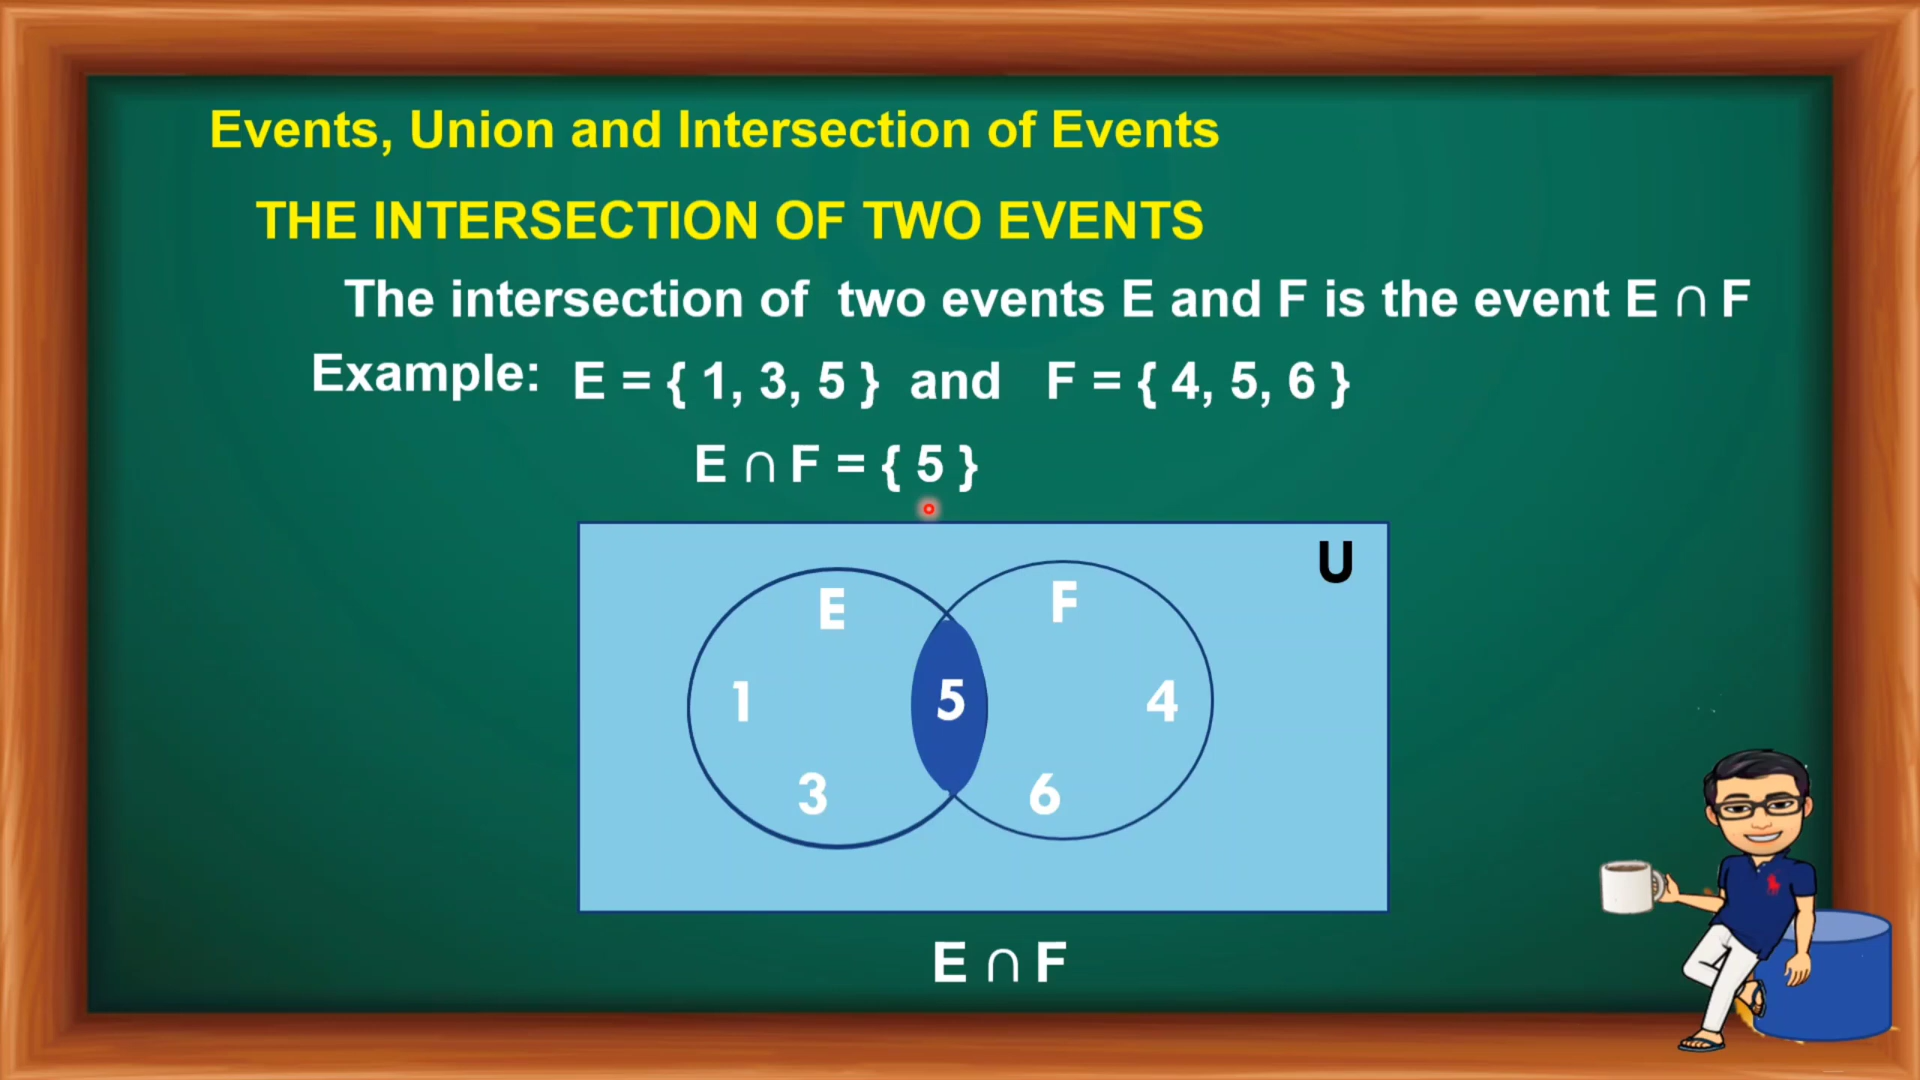 Events, Union and Intersection of Events
THE INTERSECTION OF TWO EVENTS
The intersection of two events E and F is the event E ∩ F
Example: E = { 1, 3, 5 } and F = { 4, 5, 6 }
E ∩ F = { 5 }
U
E F
1 5 4
3 6
E ∩ F